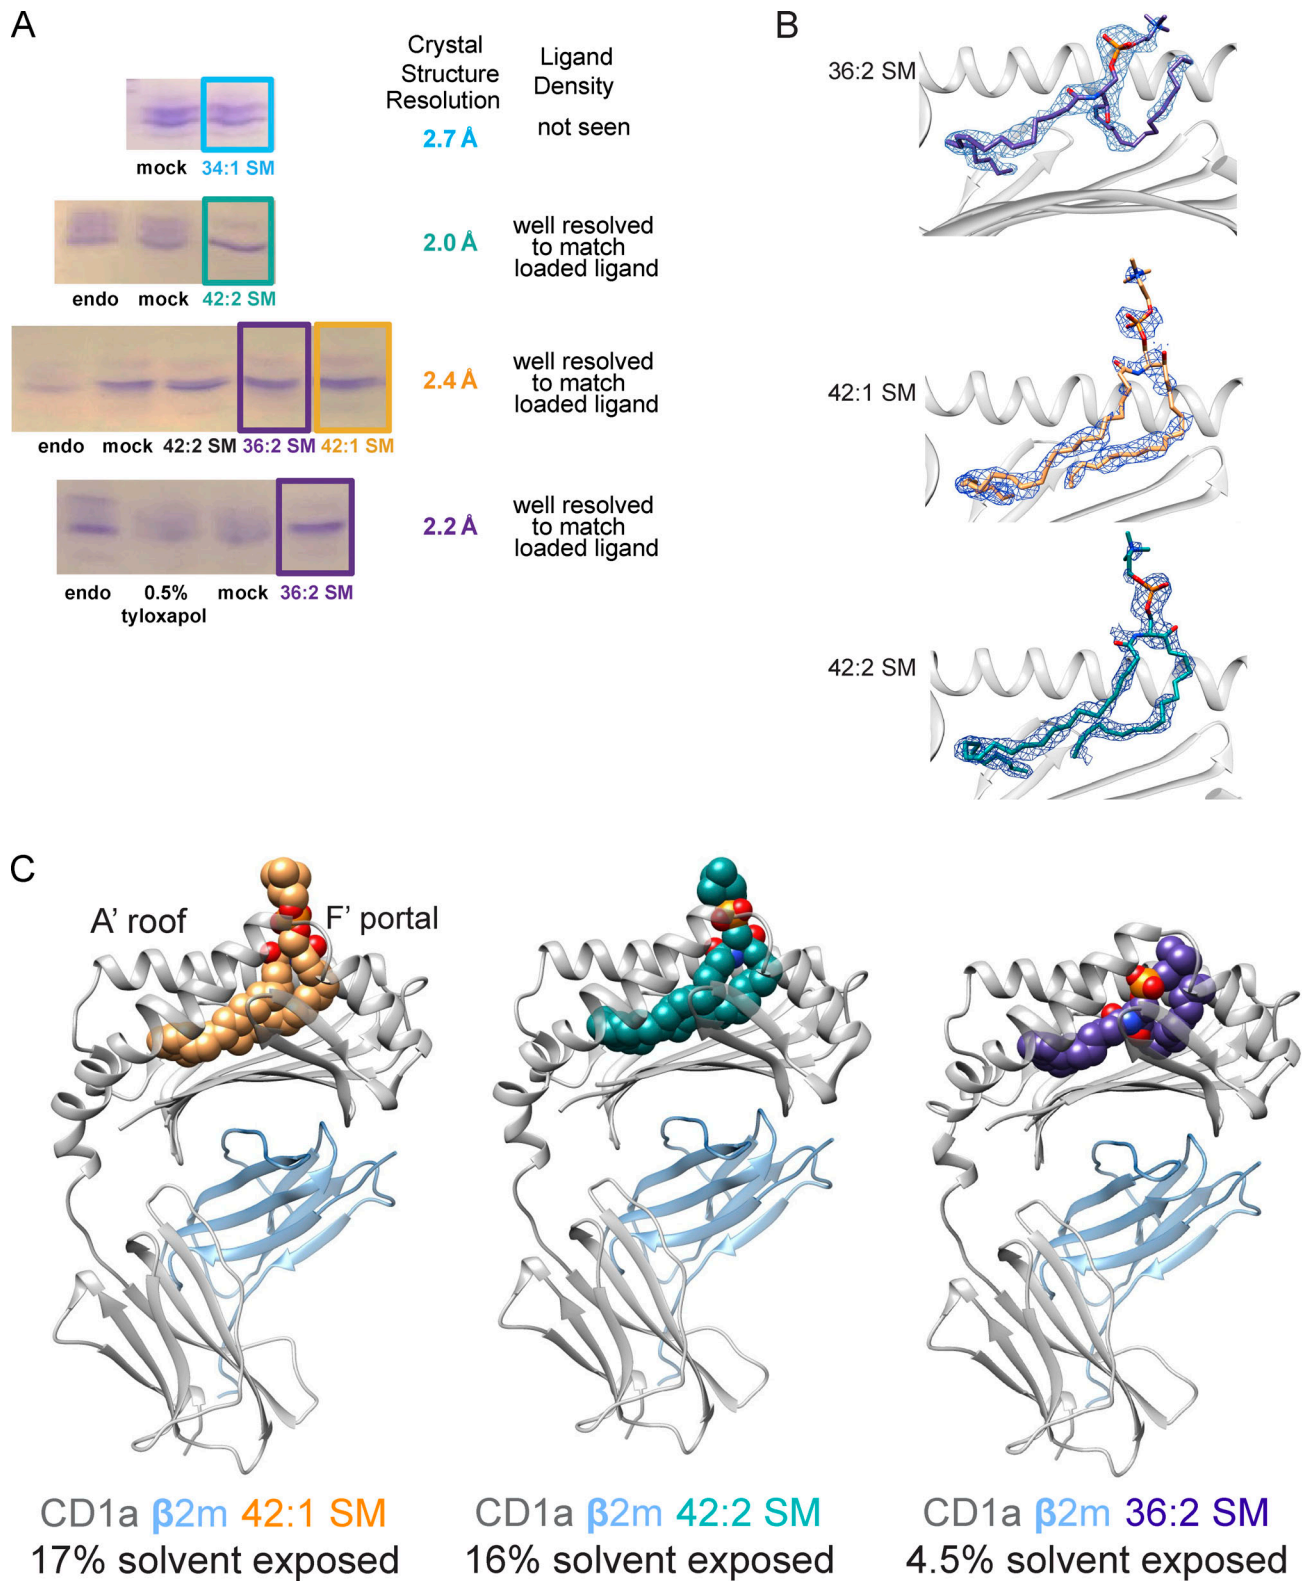 A
Crystal
Structure
Resolution
Ligand
Density
2.7 Å
not seen
mock 34:1 SM
2.0 Å
well resolved
to match
loaded ligand
endo mock 42:2 SM
2.4 Å
well resolved
to match
loaded ligand
endo mock 42:2 SM 36:2 SM 42:1 SM
2.2 Å
well resolved
to match
loaded ligand
endo 0.5% mock 36:2 SM
tyloxapol
B
36:2 SM
42:1 SM
42:2 SM
C
A' roof F' portal
CD1a β2m 42:1 SM
17% solvent exposed
CD1a β2m 42:2 SM
16% solvent exposed
CD1a β2m 36:2 SM
4.5% solvent exposed